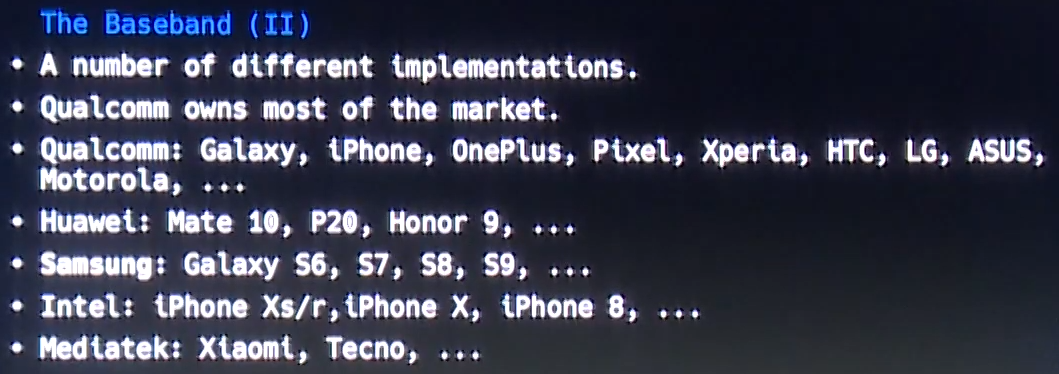 The Baseband (II)
• A number of different implementations.
• Qualcomm owns most of the market.
• Qualcomm: Galaxy, iPhone, OnePlus, Pixel, Xperia, HTC, LG, ASUS,
Motorola, ...
• Huawei: Mate 10, P20, Honor 9, ...
• Samsung: Galaxy S6, S7, S8, S9, ...
• Intel: iPhone Xs/r,iPhone X, iPhone 8, ...
• Mediatek: Xiaomi, Tecno, ...